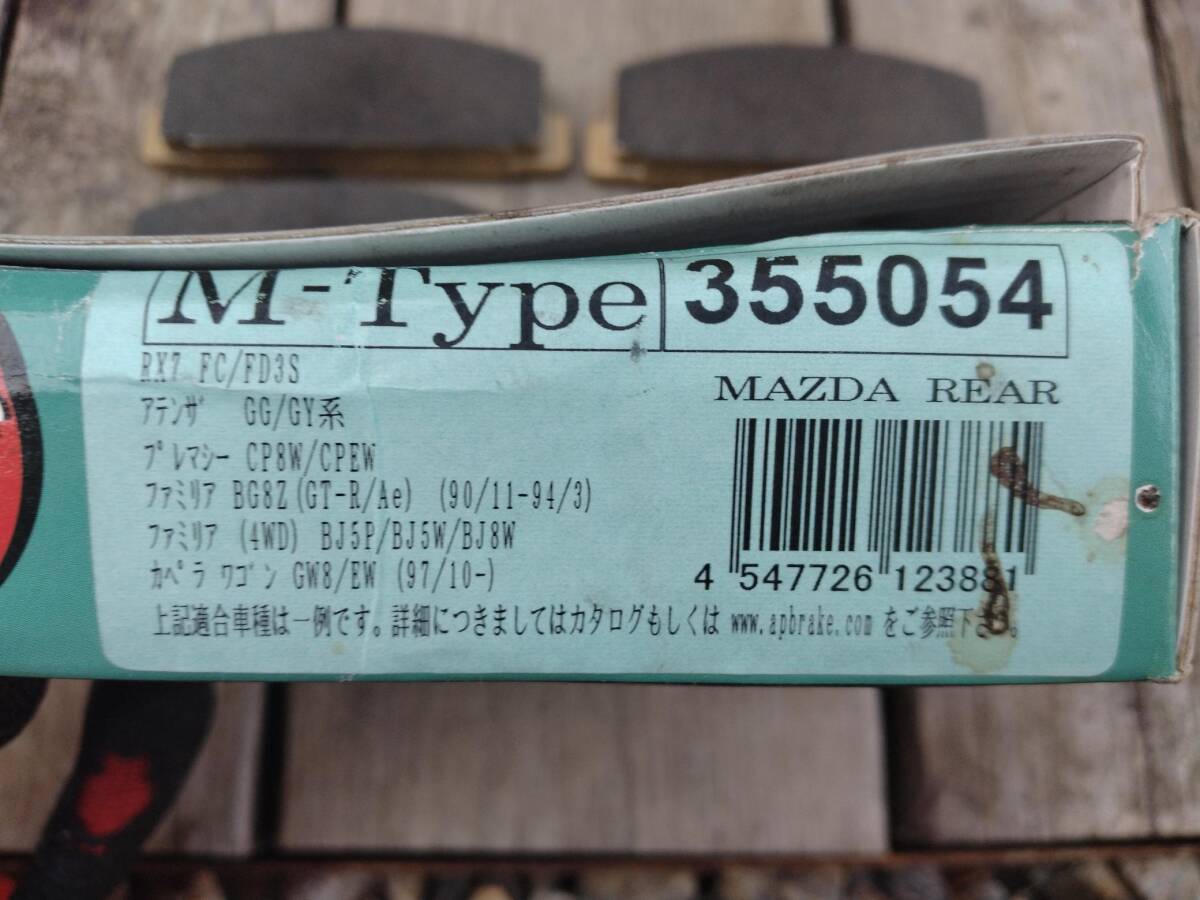 M-Type 355054
RX7 FC/FD3S
MAZDA REAR
ｱﾃﾝｻﾞ GG/GY系
ﾌﾟﾚﾏｼｰ CP8W/CPEW
ﾌｧﾐﾘｱ BG8Z(GT-R/Ae) (90/11-94/3)
ﾌｧﾐﾘｱ (4WD) BJ5P/BJ5W/BJ8W
ｶﾍﾟﾗ ﾜｺﾞﾝ GW8/EW (97/10-)
4 547726 123881
上記適合車種は一例です。詳細につきましてはカタログもしくは www.apbrake.com をご参照下さい。